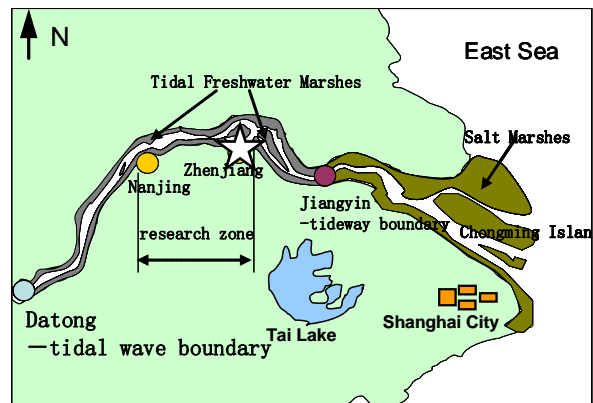 N
East Sea
Tidal Freshwater Marshes
Salt Marshes
Zhenjiang
Nanjing
Jiangyin
-tideway boundary
Chongming Islan
research zone
Datong
—tidal wave boundary
Tai Lake
Shanghai City